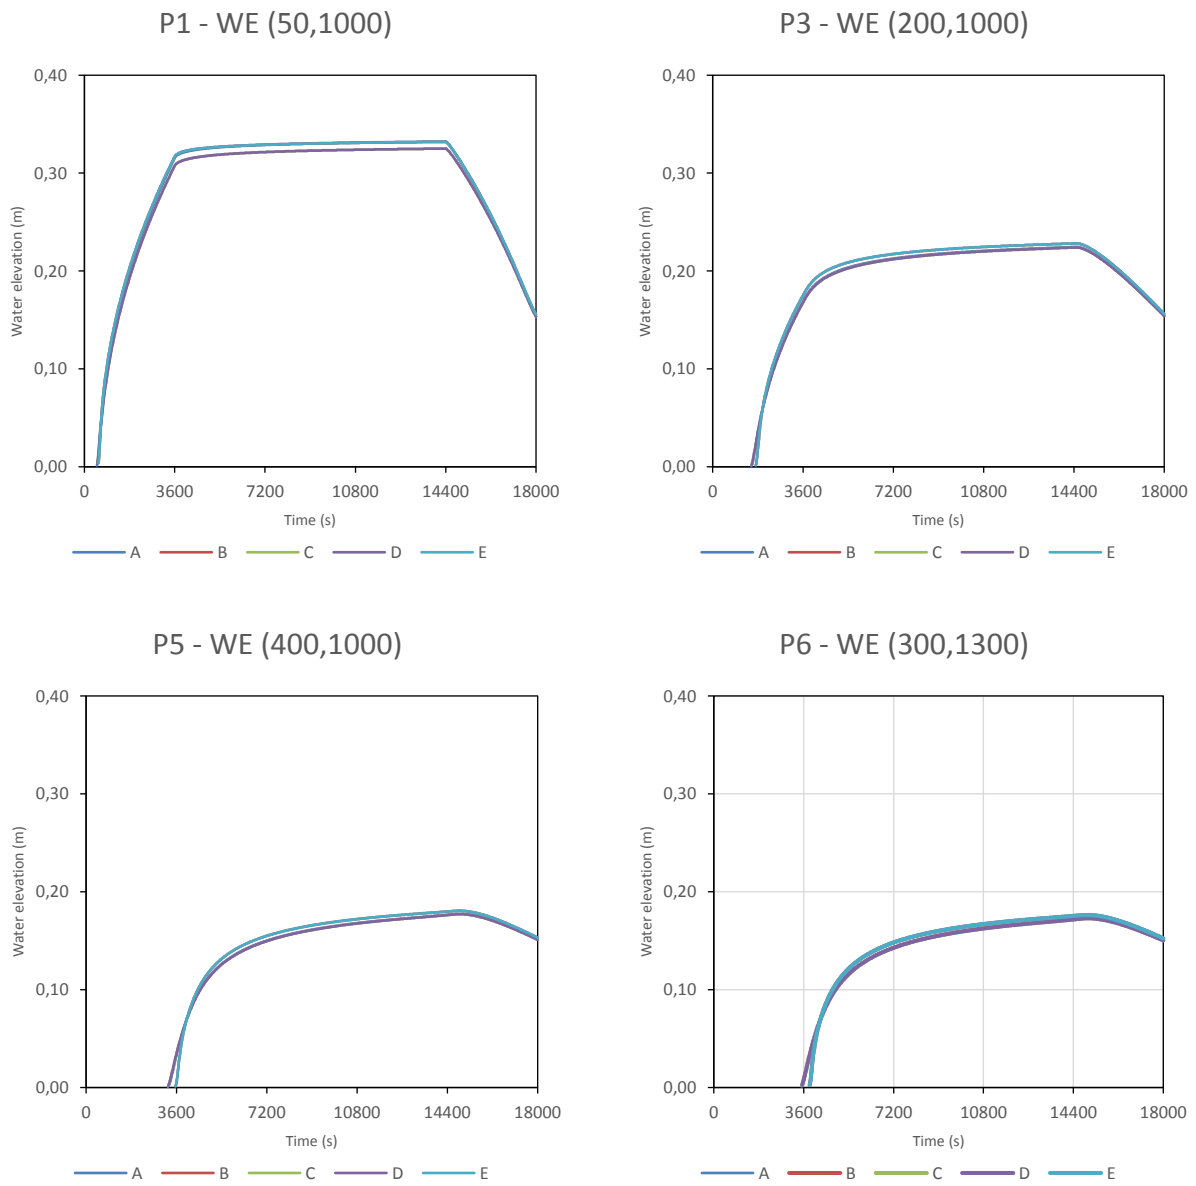 P1 - WE (50,1000)
0,40
0,30
0,20
0,10
0,00
Water elevation (m)
0 3600 7200 10800 14400 18000
Time (s)
A B C D E
P3 - WE (200,1000)
0,40
0,30
0,20
0,10
0,00
Water elevation (m)
0 3600 7200 10800 14400 18000
Time (s)
A B C D E
P5 - WE (400,1000)
0,40
0,30
0,20
0,10
0,00
Water elevation (m)
0 3600 7200 10800 14400 18000
Time (s)
A B C D E
P6 - WE (300,1300)
0,40
0,30
0,20
0,10
0,00
Water elevation (m)
0 3600 7200 10800 14400 18000
Time (s)
A B C D E